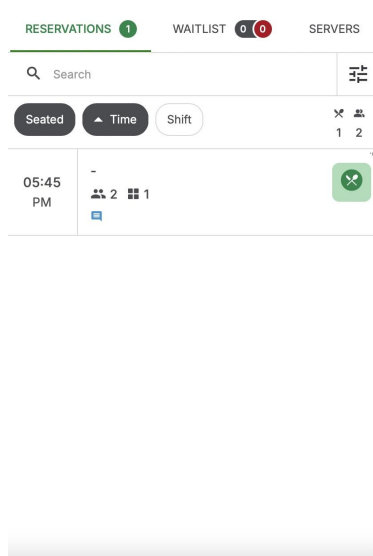 RESERVATIONS 1 WAITLIST 0 0 SERVERS
Search
Seated Time Shift
1 2
05:45 PM
-
2 1